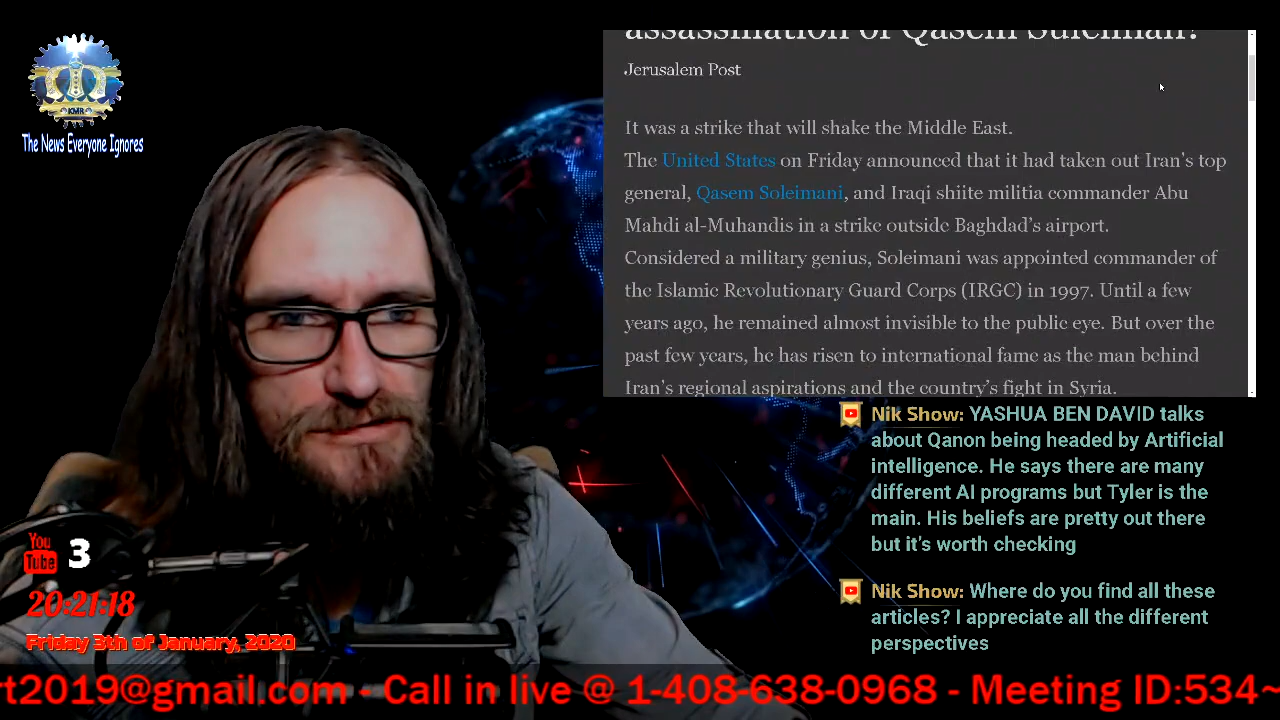 KMR
The News Everyone Ignores
assassination of Qasem Suleimani?
Jerusalem Post
It was a strike that will shake the Middle East.
The United States on Friday announced that it had taken out Iran's top
general, Qasem Soleimani, and Iraqi shiite militia commander Abu
Mahdi al-Muhandis in a strike outside Baghdad's airport.
Considered a military genius, Soleimani was appointed commander of
the Islamic Revolutionary Guard Corps (IRGC) in 1997. Until a few
years ago, he remained almost invisible to the public eye. But over the
past few years, he has risen to international fame as the man behind
Iran's regional aspirations and the country's fight in Syria.
Nik Show: YASHUA BEN DAVID talks
about Qanon being headed by Artificial
intelligence. He says there are many
different AI programs but Tyler is the
main. His beliefs are pretty out there
but it's worth checking
Nik Show: Where do you find all these
articles? I appreciate all the different
perspectives
You
Tube 3
20:21:18
Friday 3th of January, 2020
rt2019@gmail.com - Call in live @ 1-408-638-0968 - Meeting ID:534~